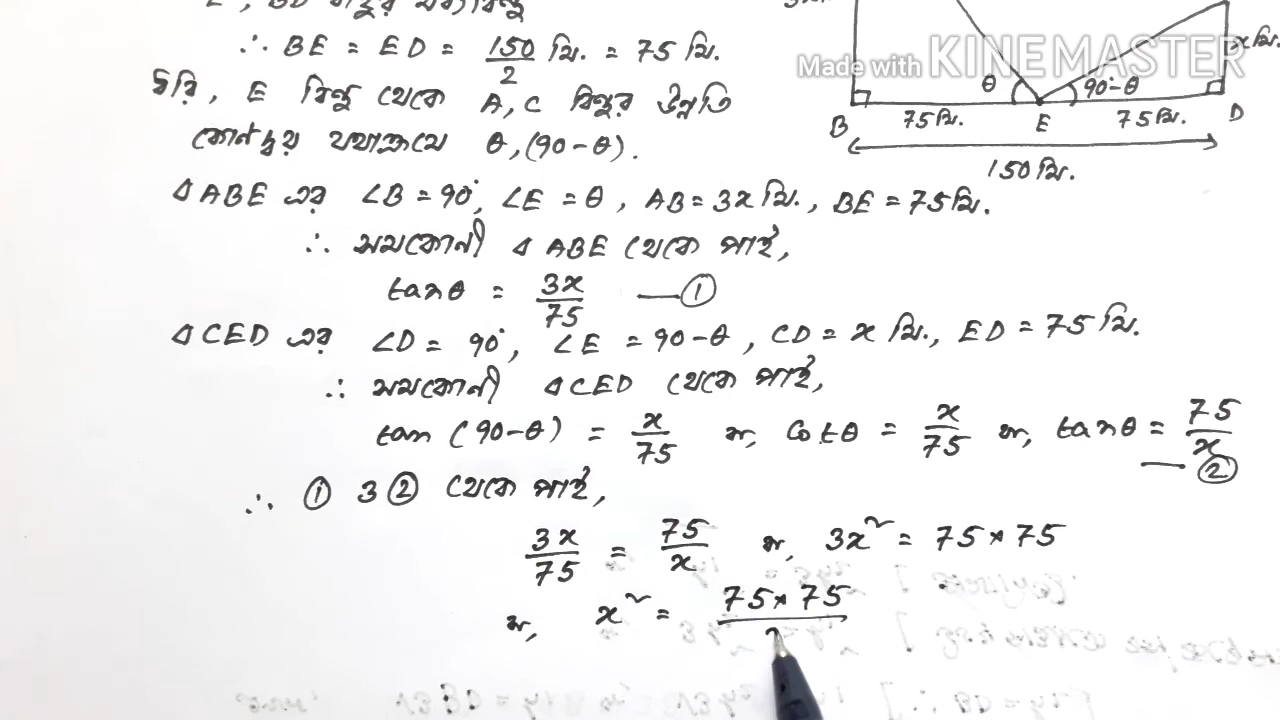 Made with KINEMASTER
x মি.
θ 90°-θ
B 75 মি. E 75 মি. D
150 মি.
∴ BE = ED = 150/2 মি. = 75 মি.
ধরি, E বিন্দু থেকে A, C বিন্দুর উন্নতি
কোণদ্বয় যথাক্রমে θ, (90-θ).
△ABE এর ∠B = 90°, ∠E = θ, AB = 3x মি., BE = 75 মি.
∴ সমকোণী △ABE থেকে পাই,
tanθ = 3x/75 —①
△CED এর ∠D = 90°, ∠E = 90-θ, CD = x মি., ED = 75 মি.
∴ সমকোণী △CED থেকে পাই,
tan (90-θ) = x/75 বা, cotθ = x/75 বা, tanθ = 75/x —②
∴ ① ও ② থেকে পাই,
3x/75 = 75/x বা, 3x² = 75×75
বা, x² = 75×75